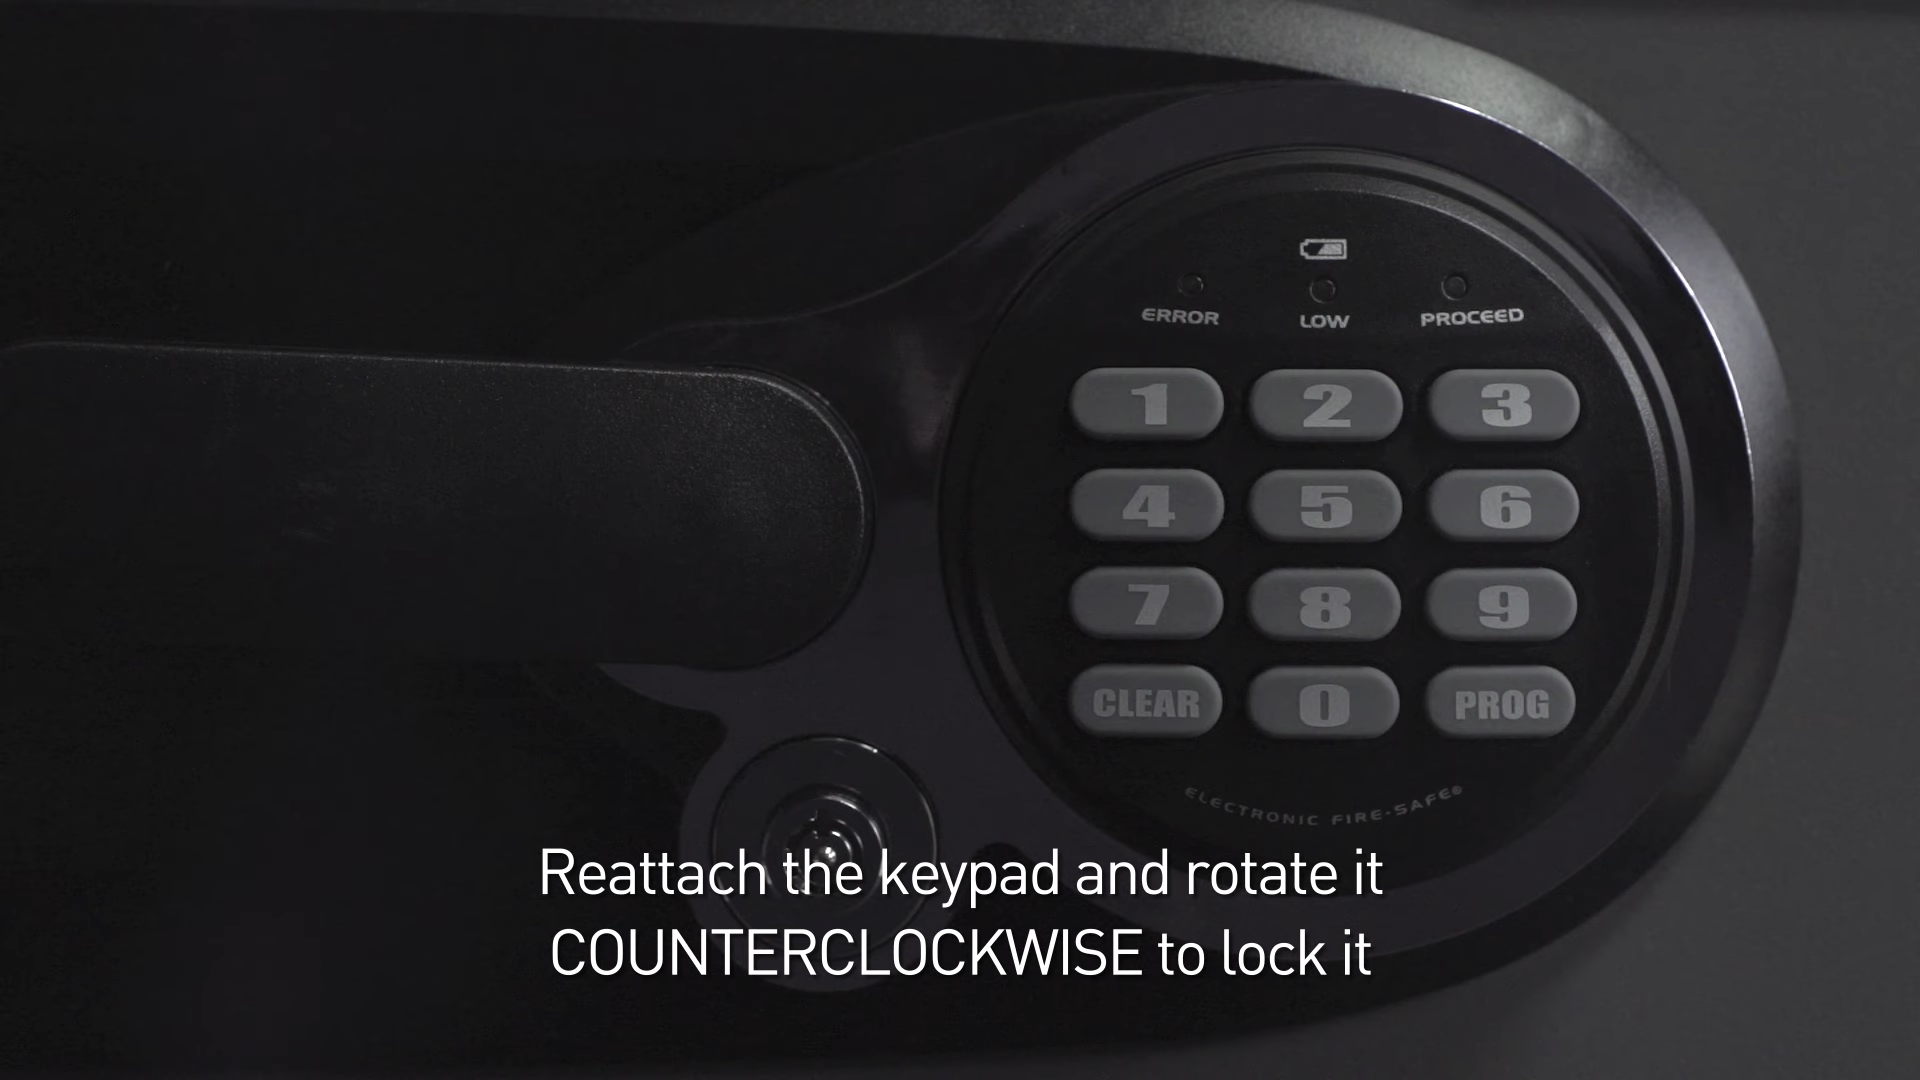 ERROR
LOW
PROCEED
1 2 3
4 5 6
7 8 9
CLEAR 0 PROG
ELECTRONIC FIRE-SAFE®
Reattach the keypad and rotate it
COUNTERCLOCKWISE to lock it